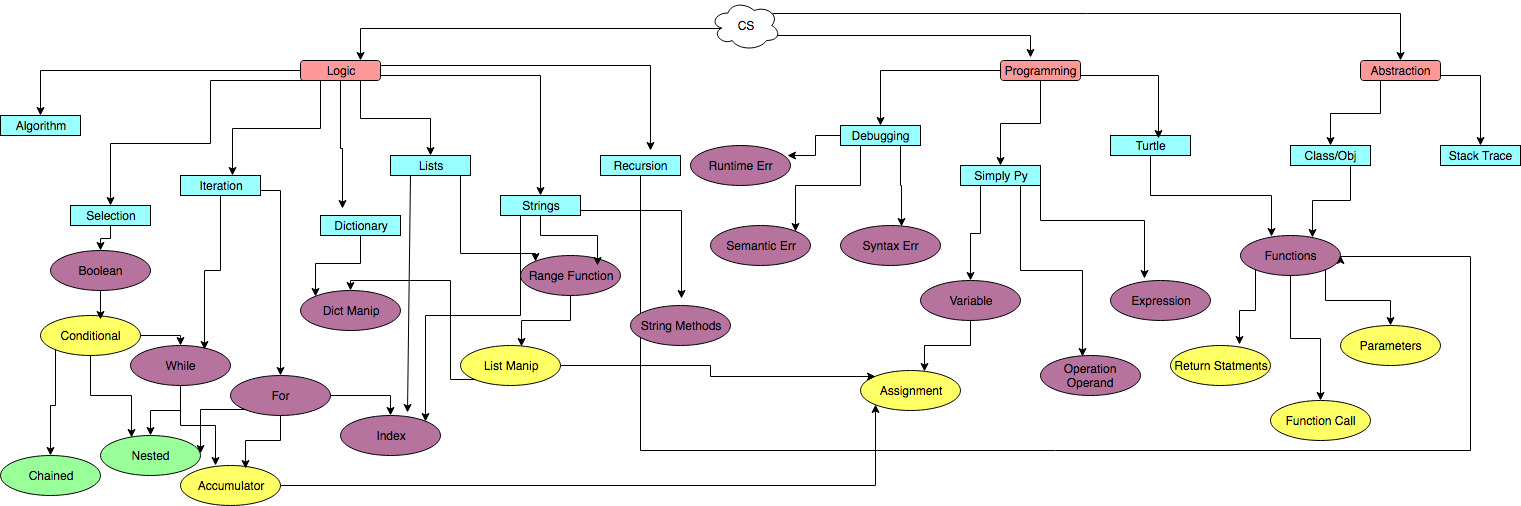 CS
Logic
Programming
Abstraction
Algorithm
Debugging
Turtle
Lists
Recursion
Runtime Err
Class/Obj
Stack Trace
Iteration
Simply Py
Selection
Strings
Dictionary
Semantic Err
Syntax Err
Functions
Boolean
Range Function
Dict Manip
Variable
Expression
String Methods
Conditional
Parameters
While
List Manip
Return Statments
Operation
Operand
For
Assignment
Function Call
Index
Nested
Chained
Accumulator